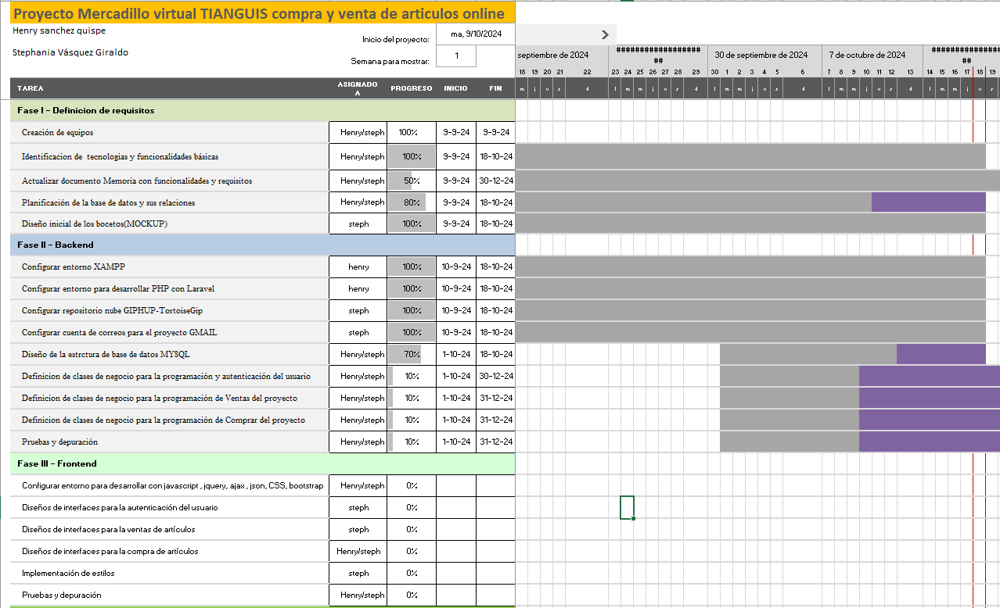 Proyecto Mercadillo virtual TIANGUIS compra y venta de articulos online
Henry sanchez quispe
Stephania Vásquez Giraldo
Inicio del proyecto: ma, 9/10/2024
Semana para mostrar: 1
septiembre de 2024 ################## ## 30 de septiembre de 2024 7 de octubre de 2024 ################## ##
18 19 20 21 22 23 24 25 26 27 28 29 30 1 2 3 4 5 6 7 8 9 10 11 12 13 14 15 16 17 18 19
TAREA ASIGNADO A PROGRESO INICIO FIN m j v s d l m m j v s d l m m j v s d l m m j v s d l m m j v s
Fase I - Definicion de requisitos
Creación de equipos Henry/steph 100% 9-9-24 9-9-24
Identificacion de tecnologías y funcionalidades básicas Henry/steph 100% 9-9-24 18-10-24
Actualizar documento Memoria con funcionalidades y requisitos Henry/steph 50% 9-9-24 30-12-24
Planificación de la base de datos y sus relaciones Henry/steph 80% 9-9-24 18-10-24
Diseño inicial de los bocetos(MOCKUP) steph 100% 9-9-24 18-10-24
Fase II - Backend
Configurar entorno XAMPP henry 100% 10-9-24 18-10-24
Configurar entorno para desarrollar PHP con Laravel henry 100% 10-9-24 18-10-24
Configurar repositorio nube GIPHUP-TortoiseGip steph 100% 10-9-24 18-10-24
Configurar cuenta de correos para el proyecto GMAIL steph 100% 10-9-24 18-10-24
Diseño de la estrctura de base de datos MYSQL Henry/steph 70% 1-10-24 18-10-24
Definicion de clases de negocio para la programación y autenticación del usuario Henry/steph 10% 1-10-24 30-12-24
Definicion de clases de negocio para la programación de Ventas del proyecto Henry/steph 10% 1-10-24 31-12-24
Definicion de clases de negocio para la programación de Comprar del proyecto Henry/steph 10% 1-10-24 31-12-24
Pruebas y depuración Henry/steph 10% 1-10-24 31-12-24
Fase III - Frontend
Configurar entorno para desarrollar con javascript , jquery, ajax , json, CSS, bootstrap Henry/steph 0%
Diseños de interfaces para la autenticación del usuario steph 0%
Diseños de interfaces para la ventas de artículos steph 0%
Diseños de interfaces para la compra de artículos Henry/steph 0%
Implementación de estilos steph 0%
Pruebas y depuración Henry/steph 0%